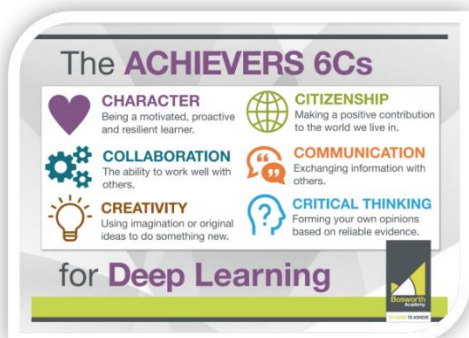 The ACHIEVERS 6Cs
CHARACTER
Being a motivated, proactive
and resilient learner.
COLLABORATION
The ability to work well with
others.
CREATIVITY
Using imagination or original
ideas to do something new.
CITIZENSHIP
Making a positive contribution
to the world we live in.
COMMUNICATION
Exchanging information with
others.
CRITICAL THINKING
Forming your own opinions
based on reliable evidence.
for Deep Learning
Bosworth
Academy